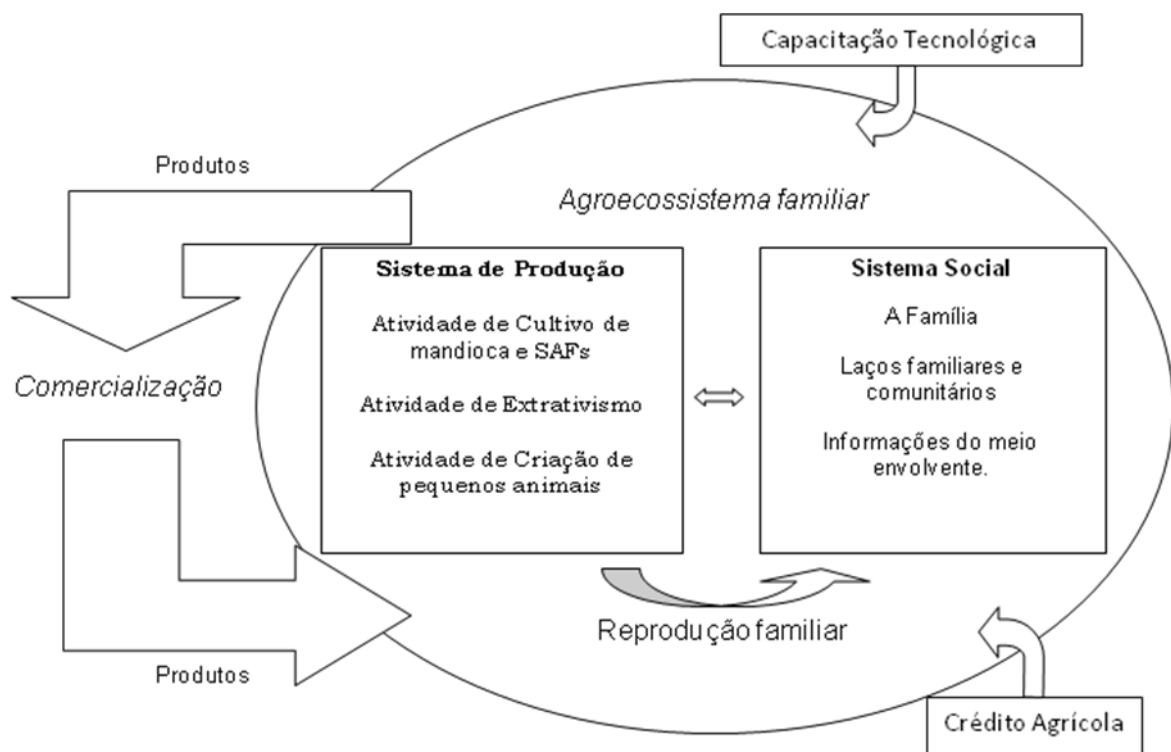 Capacitação Tecnológica
Produtos
Agroecossistema familiar
Sistema de Produção
Atividade de Cultivo de
mandioca e SAFs
Atividade de Extrativismo
Atividade de Criação de
pequenos animais
Sistema Social
A Família
Laços familiares e
comunitários
Informações do meio
envolvente.
Comercialização
Reprodução familiar
Produtos
Crédito Agrícola